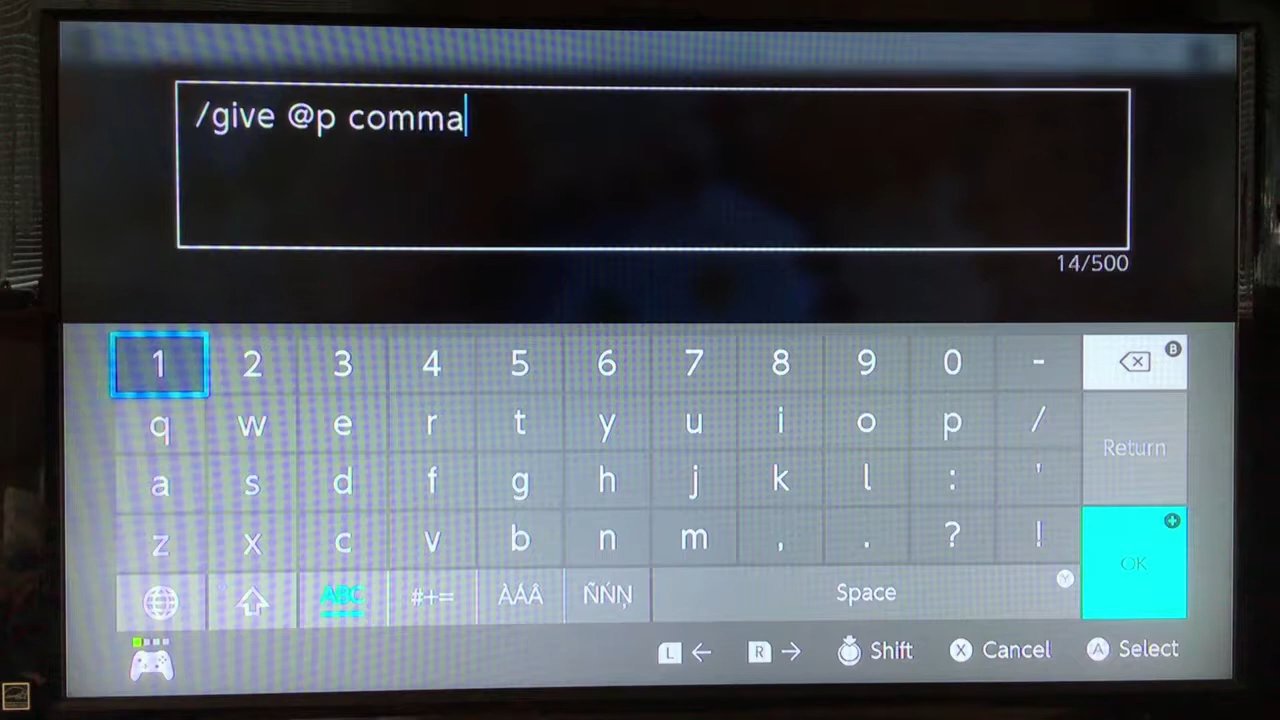 /give @p comma
14/500
1 2 3 4 5 6 7 8 9 0 - B
q w e r t y u i o p / Return
a s d f g h j k l : '
z x c v b n m , . ? ! OK
ABC #+= ÀÁÂ ÑŃŅ Space Y
L ← R → Shift X Cancel A Select